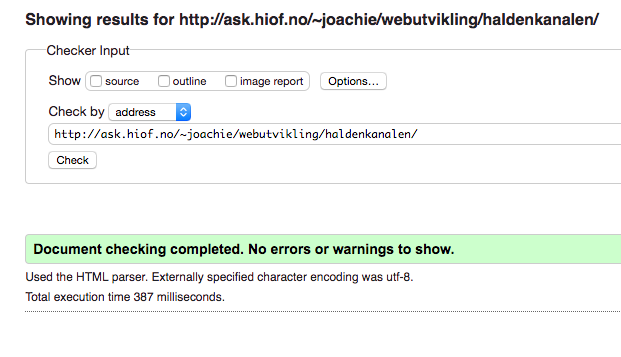 Showing results for http://ask.hiof.no/~joachie/webutvikling/haldenkanalen/
Checker Input
Show source outline image report Options...
Check by address
http://ask.hiof.no/~joachie/webutvikling/haldenkanalen/
Check
Document checking completed. No errors or warnings to show.
Used the HTML parser. Externally specified character encoding was utf-8.
Total execution time 387 milliseconds.